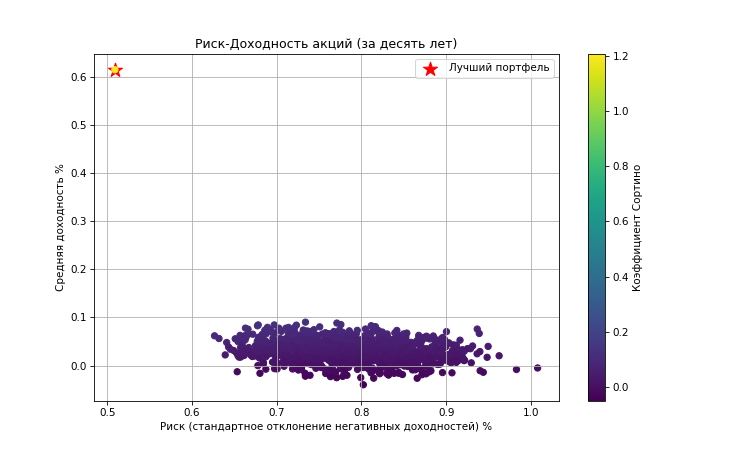 Риск-Доходность акций (за десять лет)
Лучший портфель
Средняя доходность %
0.6
0.5
0.4
0.3
0.2
0.1
0.0
0.5 0.6 0.7 0.8 0.9 1.0
Риск (стандартное отклонение негативных доходностей) %
1.2
1.0
0.8
0.6
0.4
0.2
0.0
Коэффициент Сортино